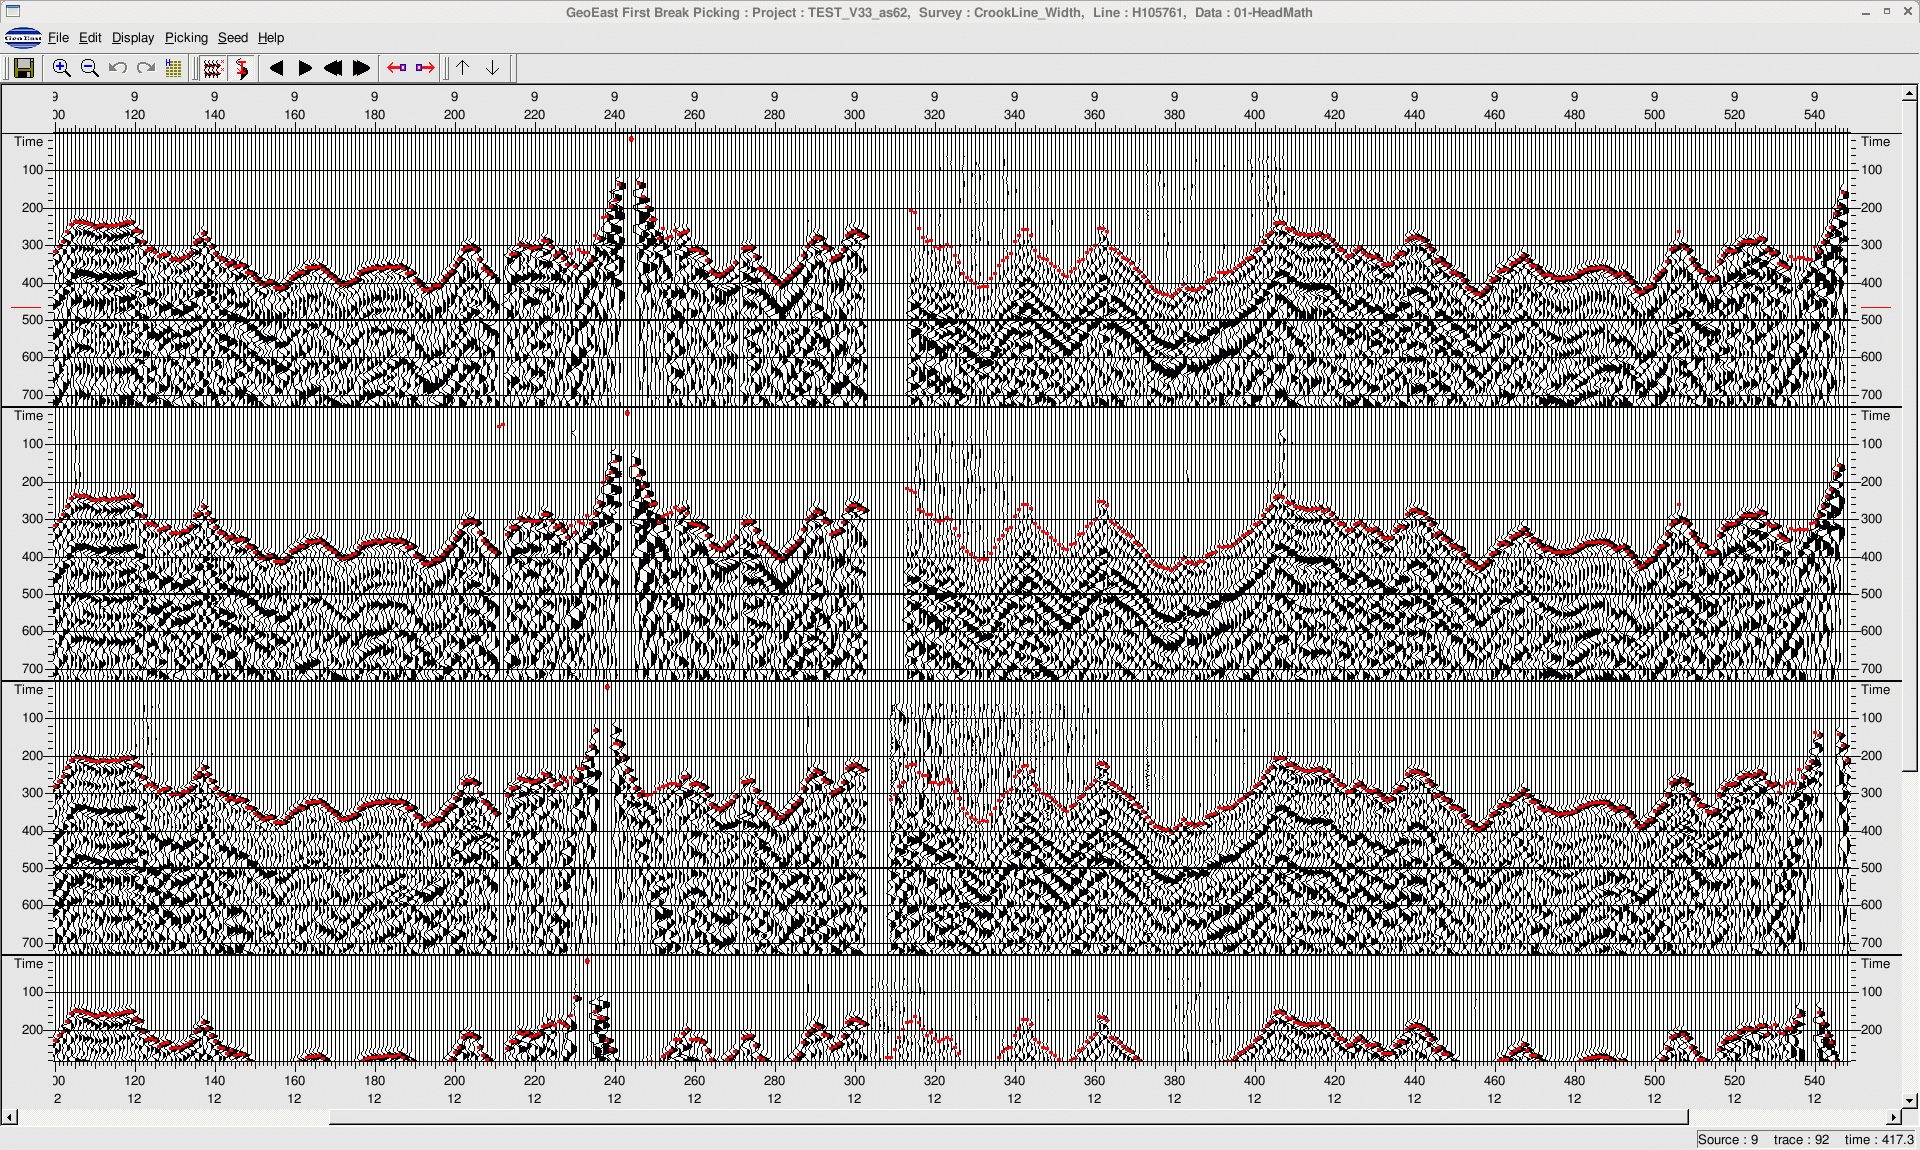 GeoEast First Break Picking : Project : TEST_V33_as62, Survey : CrookLine_Width, Line : H105761, Data : 01-HeadMath
Geo East File Edit Display Picking Seed Help
9 9 9 9 9 9 9 9 9 9 9 9 9 9 9 9 9 9 9 9 9 9 9
00 120 140 160 180 200 220 240 260 280 300 320 340 360 380 400 420 440 460 480 500 520 540
Time Time
100 100
200 200
300 300
400 400
500 500
600 600
700 700
Time Time
100 100
200 200
300 300
400 400
500 500
600 600
700 700
Time Time
100 100
200 200
300 300
400 400
500 500
600 600
700 700
Time Time
100 100
200 200
00 120 140 160 180 200 220 240 260 280 300 320 340 360 380 400 420 440 460 480 500 520 540
2 12 12 12 12 12 12 12 12 12 12 12 12 12 12 12 12 12 12 12 12 12 12
Source : 9 trace : 92 time : 417.3